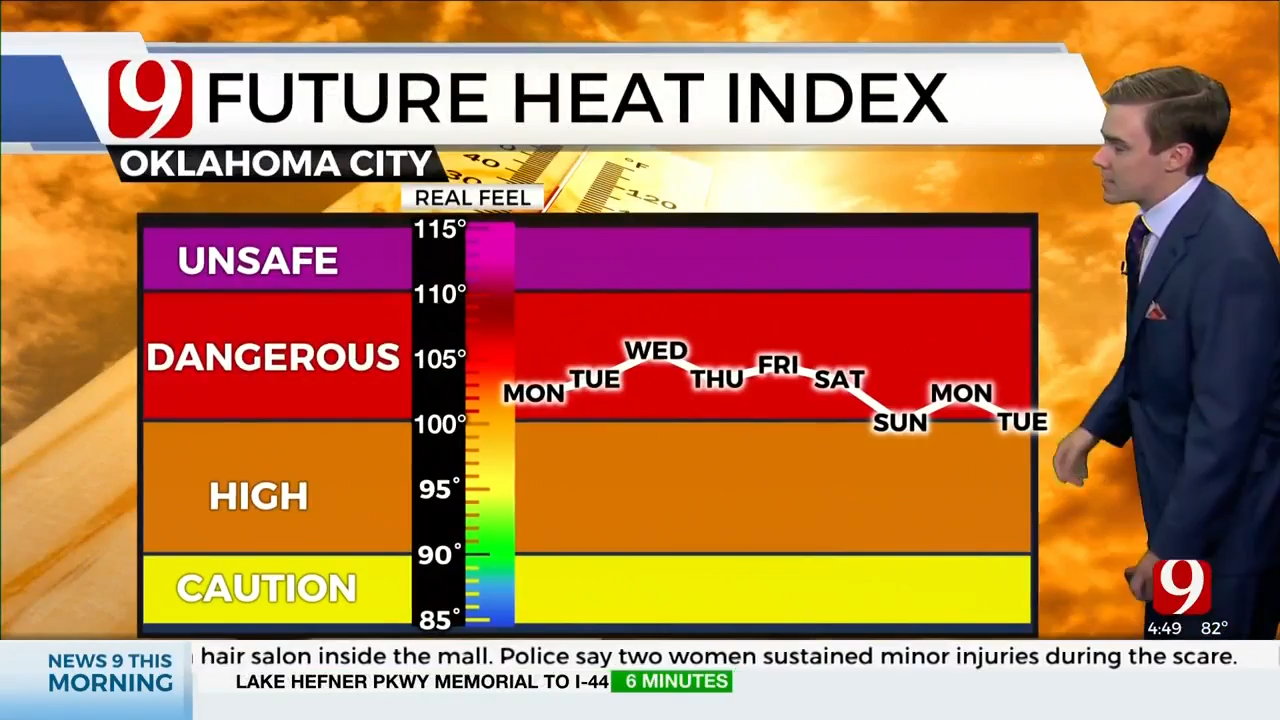 9 FUTURE HEAT INDEX
OKLAHOMA CITY
40
30
°F
120
REAL FEEL
115°
UNSAFE
110°
DANGEROUS
105°
WED
FRI
TUE
THU
SAT
MON
MON
SUN
TUE
100°
95°
HIGH
90°
CAUTION
85°
9
4:49 82°
NEWS 9 THIS
MORNING
hair salon inside the mall. Police say two women sustained minor injuries during the scare.
LAKE HEFNER PKWY MEMORIAL TO I-44 6 MINUTES